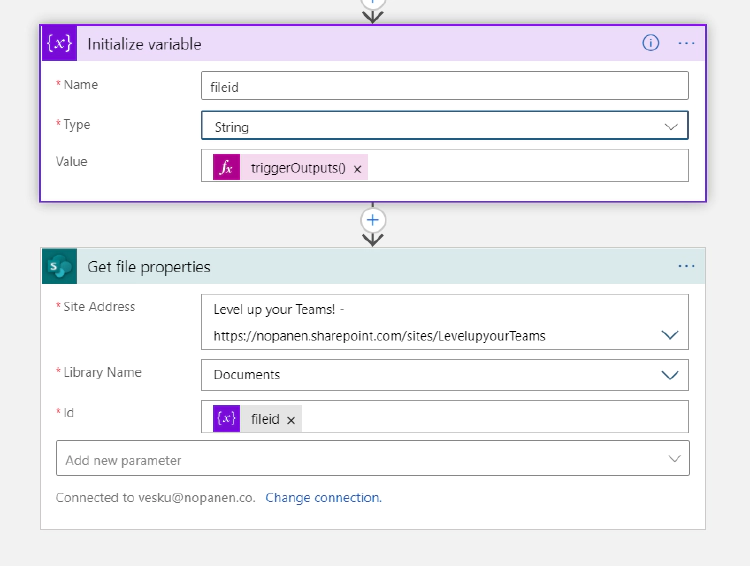 {x} Initialize variable
* Name fileid
* Type String
Value fx triggerOutputs() ×
S Get file properties
* Site Address Level up your Teams! -
https://nopanen.sharepoint.com/sites/LevelupyourTeams
* Library Name Documents
* Id {x} fileid ×
Add new parameter
Connected to vesku@nopanen.co. Change connection.